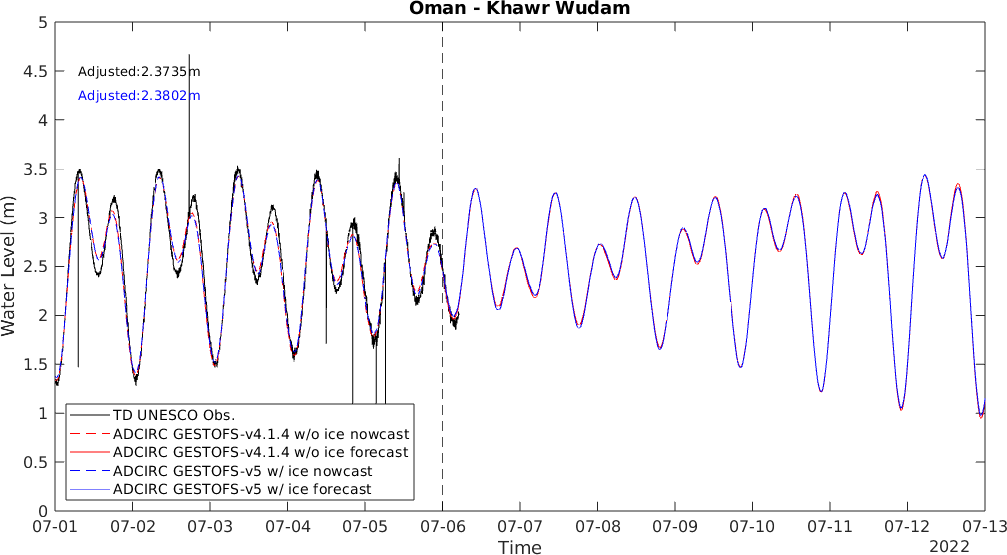 Oman - Khawr Wudam
Water Level (m)
5
4.5
4
3.5
3
2.5
2
1.5
1
0.5
0
Adjusted:2.3735m
Adjusted:2.3802m
TD UNESCO Obs.
ADCIRC GESTOFS-v4.1.4 w/o ice nowcast
ADCIRC GESTOFS-v4.1.4 w/o ice forecast
ADCIRC GESTOFS-v5 w/ ice nowcast
ADCIRC GESTOFS-v5 w/ ice forecast
07-01 07-02 07-03 07-04 07-05 07-06 07-07 07-08 07-09 07-10 07-11 07-12 07-13
Time
2022